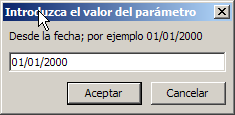 Introduzca el valor del parámetro
Desde la fecha; por ejemplo 01/01/2000
01/01/2000
Aceptar Cancelar